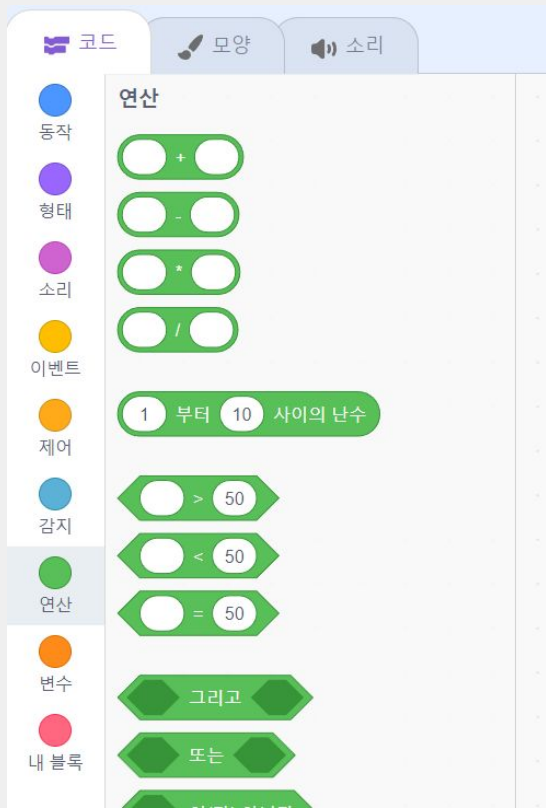 코드 모양 소리
연산
동작
형태
소리
이벤트
제어
감지
연산
변수
내 블록
+
-
*
/
1 부터 10 사이의 난수
> 50
< 50
= 50
그리고
또는